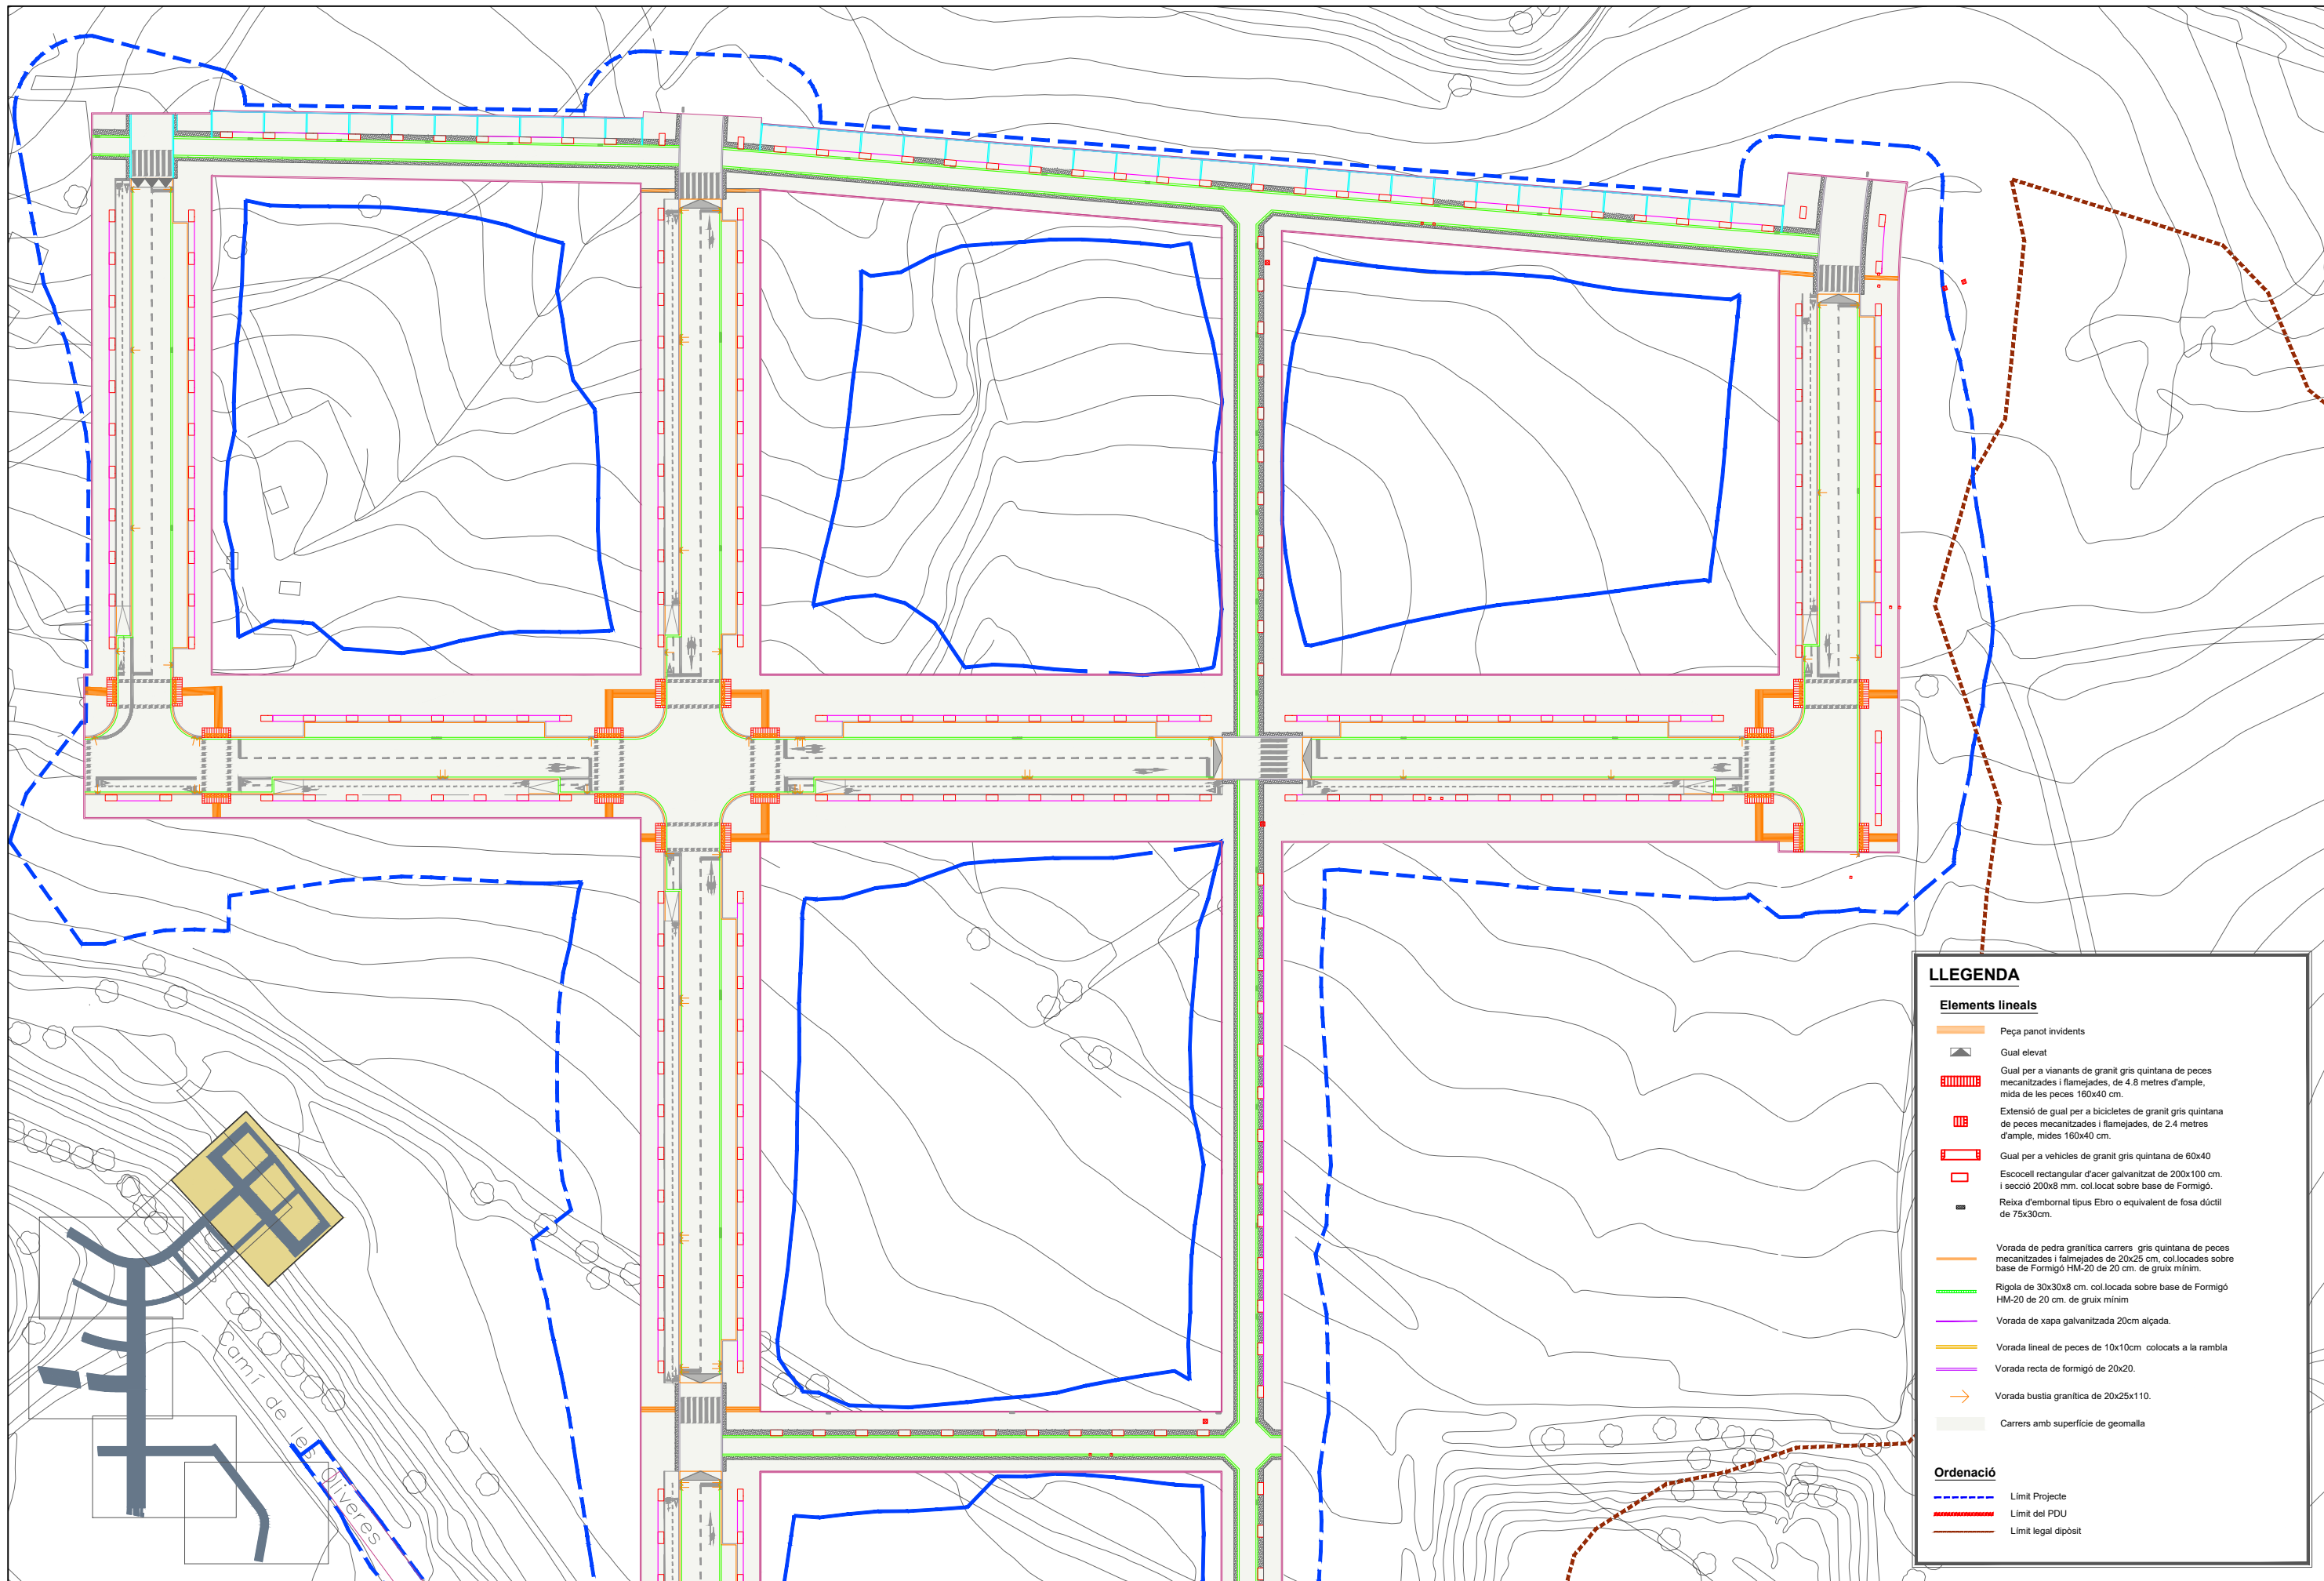 LLEGENDA
Elements lineals
Peça panot invidents
Gual elevat
Gual per a vianants de granit gris quintana de peces
mecanitzades i flamejades, de 4.8 metres d'ample,
mida de les peces 160x40 cm.
Extensió de gual per a bicicletes de granit gris quintana
de peces mecanitzades i flamejades, de 2.4 metres
d'ample, mides 160x40 cm.
Gual per a vehicles de granit gris quintana de 60x40
Escocell rectangular d'acer galvanitzat de 200x100 cm.
i secció 200x8 mm. col.locat sobre base de Formigó.
Reixa d'embornal tipus Ebro o equivalent de fosa dúctil
de 75x30cm.
Vorada de pedra granítica carrers gris quintana de peces
mecanitzades i falmejades de 20x25 cm, col.locades sobre
base de Formigó HM-20 de 20 cm. de gruix mínim.
Rigola de 30x30x8 cm. col.locada sobre base de Formigó
HM-20 de 20 cm. de gruix mínim
Vorada de xapa galvanitzada 20cm alçada.
Vorada lineal de peces de 10x10cm colocats a la rambla
Vorada recta de formigó de 20x20.
Vorada bustia granítica de 20x25x110.
Carrers amb superfície de geomalla
Ordenació
Límit Projecte
Límit del PDU
Límit legal dipòsit
Camí de les Oliveres